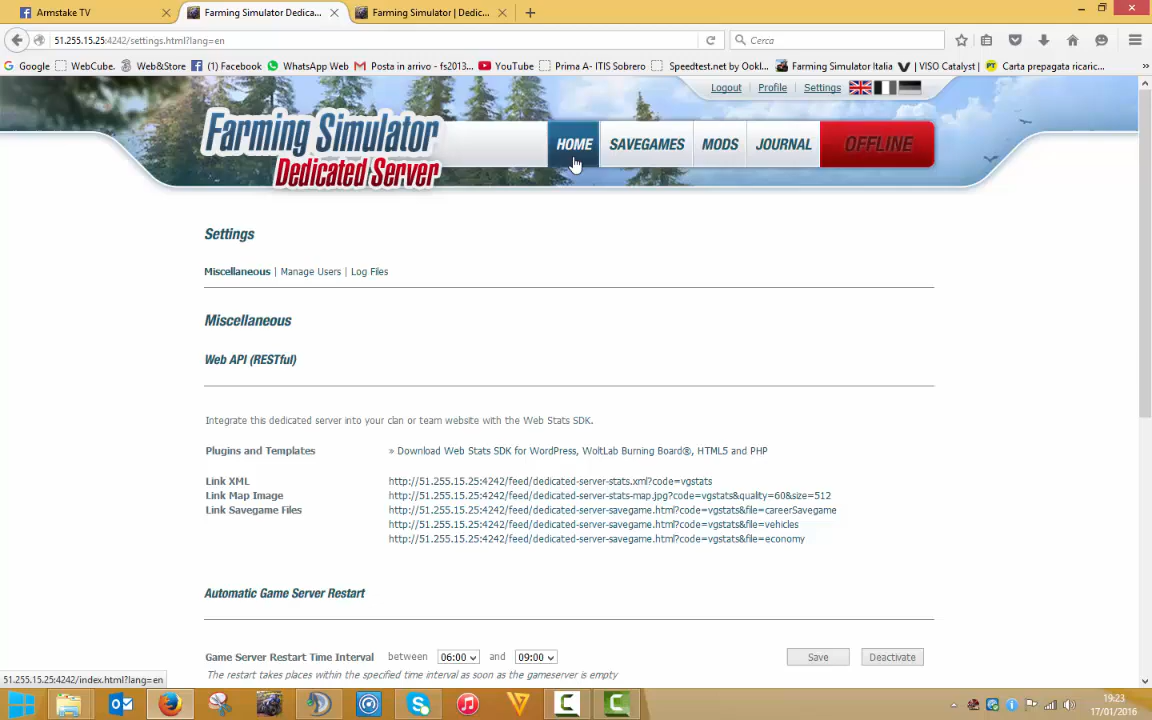 Armstake TV
Farming Simulator Dedica...
Farming Simulator | Dedic...
51.255.15.25:4242/settings.html?lang=en
Cerca
Google
WebCube.
Web&Store
(1) Facebook
WhatsApp Web
Posta in arrivo - fs2013...
YouTube
Prima A- ITIS Sobrero
Speedtest.net by Ookl...
Farming Simulator Italia
| VISO Catalyst |
Carta prepagata ricaric...
Logout
Profile
Settings
Farming Simulator
Dedicated Server
HOME
SAVEGAMES
MODS
JOURNAL
OFFLINE
Settings
Miscellaneous | Manage Users | Log Files
Miscellaneous
Web API (RESTful)
Integrate this dedicated server into your clan or team website with the Web Stats SDK.
Plugins and Templates
» Download Web Stats SDK for WordPress, WoltLab Burning Board®, HTML5 and PHP
Link XML
http://51.255.15.25:4242/feed/dedicated-server-stats.xml?code=vgstats
Link Map Image
http://51.255.15.25:4242/feed/dedicated-server-stats-map.jpg?code=vgstats&quality=60&size=512
Link Savegame Files
http://51.255.15.25:4242/feed/dedicated-server-savegame.html?code=vgstats&file=careerSavegame
http://51.255.15.25:4242/feed/dedicated-server-savegame.html?code=vgstats&file=vehicles
http://51.255.15.25:4242/feed/dedicated-server-savegame.html?code=vgstats&file=economy
Automatic Game Server Restart
Game Server Restart Time Interval
between 06:00 and 09:00
Save
Deactivate
The restart takes places within the specified time interval as soon as the gameserver is empty
51.255.15.25:4242/index.html?lang=en
19:23
17/01/2016